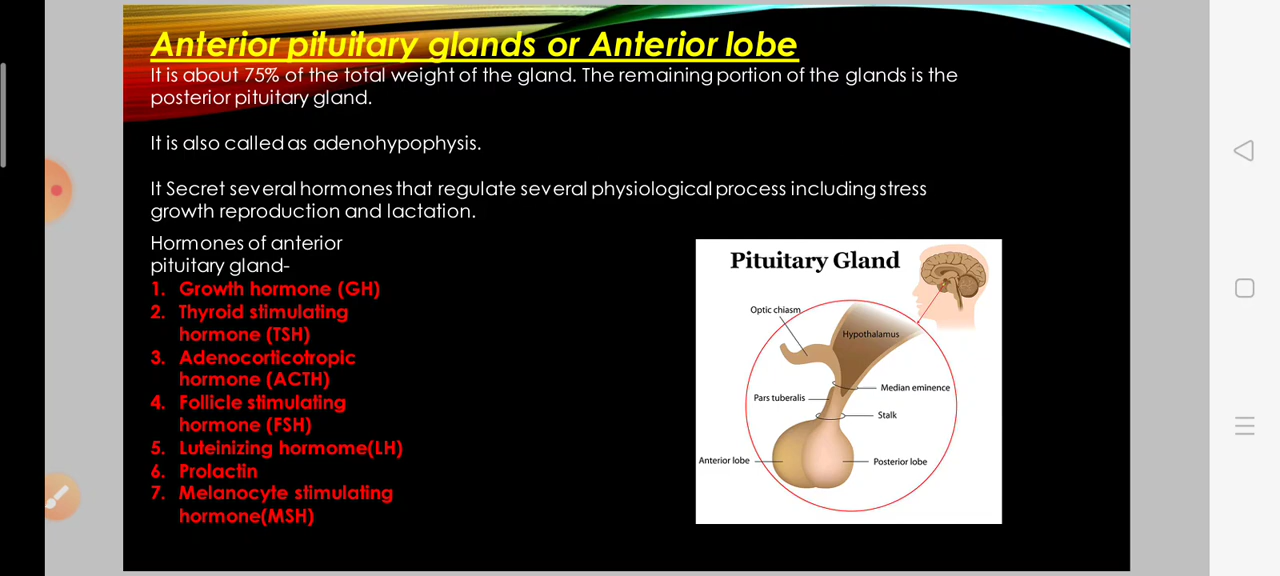 Anterior pituitary glands or Anterior lobe
It is about 75% of the total weight of the gland. The remaining portion of the glands is the
posterior pituitary gland.
It is also called as adenohypophysis.
It Secret several hormones that regulate several physiological process including stress
growth reproduction and lactation.
Hormones of anterior
pituitary gland-
1. Growth hormone (GH)
2. Thyroid stimulating
hormone (TSH)
3. Adenocorticotropic
hormone (ACTH)
4. Follicle stimulating
hormone (FSH)
5. Luteinizing hormome(LH)
6. Prolactin
7. Melanocyte stimulating
hormone(MSH)
Pituitary Gland
Optic chiasm
Hypothalamus
Median eminence
Pars tuberalis
Stalk
Anterior lobe
Posterior lobe